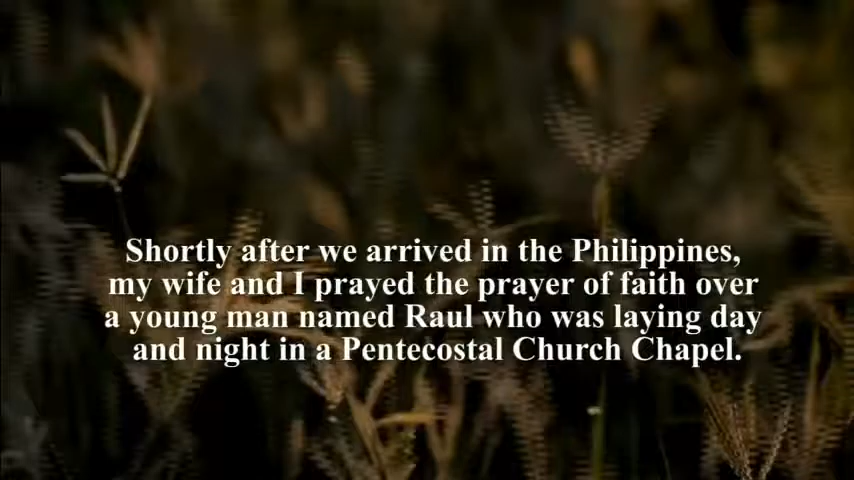 Shortly after we arrived in the Philippines,
my wife and I prayed the prayer of faith over
a young man named Raul who was laying day
and night in a Pentecostal Church Chapel.